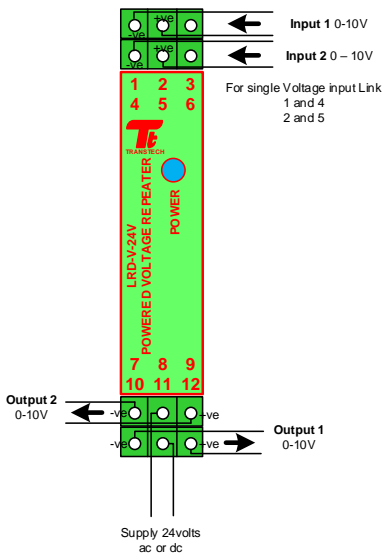 +ve
-ve
Input 1 0-10V
+ve
-ve
Input 2 0 – 10V
1 2 3
4 5 6
For single Voltage input Link
1 and 4
2 and 5
Tt
TRANSTECH
POWER
LRD-V-24V
POWERED VOLTAGE REPEATER
7 8 9
10 11 12
Output 2
0-10V
-ve
+ve
-ve
+ve
Output 1
0-10V
Supply 24volts
ac or dc